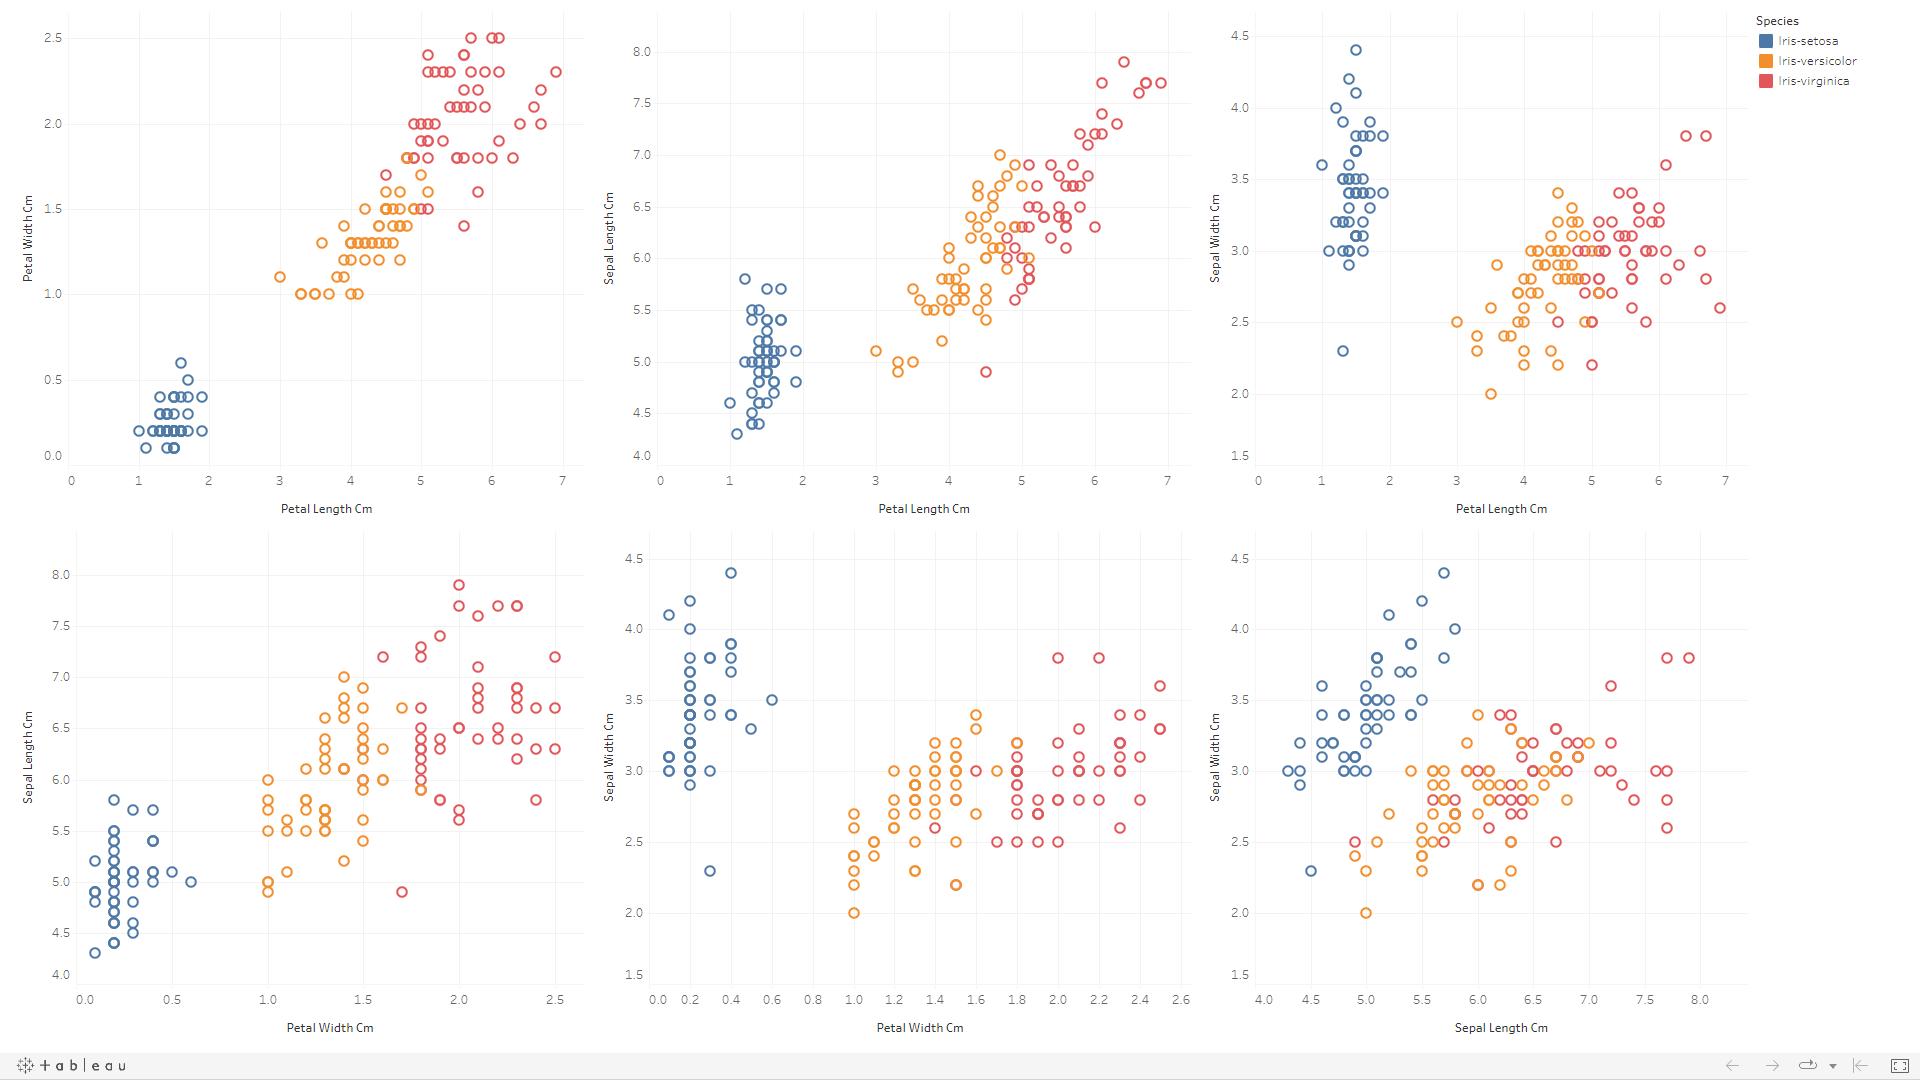 Species
Iris-setosa
Iris-versicolor
Iris-virginica
Petal Width Cm
2.5
2.0
1.5
1.0
0.5
0.0
0 1 2 3 4 5 6 7
Petal Length Cm
Sepal Length Cm
8.0
7.5
7.0
6.5
6.0
5.5
5.0
4.5
4.0
0 1 2 3 4 5 6 7
Petal Length Cm
Sepal Width Cm
4.5
4.0
3.5
3.0
2.5
2.0
1.5
0 1 2 3 4 5 6 7
Petal Length Cm
Sepal Length Cm
8.0
7.5
7.0
6.5
6.0
5.5
5.0
4.5
4.0
0.0 0.5 1.0 1.5 2.0 2.5
Petal Width Cm
Sepal Width Cm
4.5
4.0
3.5
3.0
2.5
2.0
1.5
0.0 0.2 0.4 0.6 0.8 1.0 1.2 1.4 1.6 1.8 2.0 2.2 2.4 2.6
Petal Width Cm
Sepal Width Cm
4.5
4.0
3.5
3.0
2.5
2.0
1.5
4.0 4.5 5.0 5.5 6.0 6.5 7.0 7.5 8.0
Sepal Length Cm
+ a b l e a u